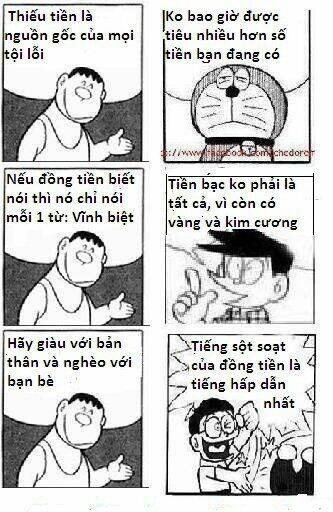 Thiếu tiền là
nguồn gốc của mọi
tội lỗi
Ko bao giờ được
tiêu nhiều hơn số
tiền bạn đang có
Nếu đồng tiền biết
nói thì nó chỉ nói
mỗi 1 từ: Vĩnh biệt
Tiền bạc ko phải là
tất cả, vì còn có
vàng và kim cương
Hãy giàu với bản
thân và nghèo với
bạn bè
Tiếng sột soạt
của đồng tiền là
tiếng hấp dẫn
nhất